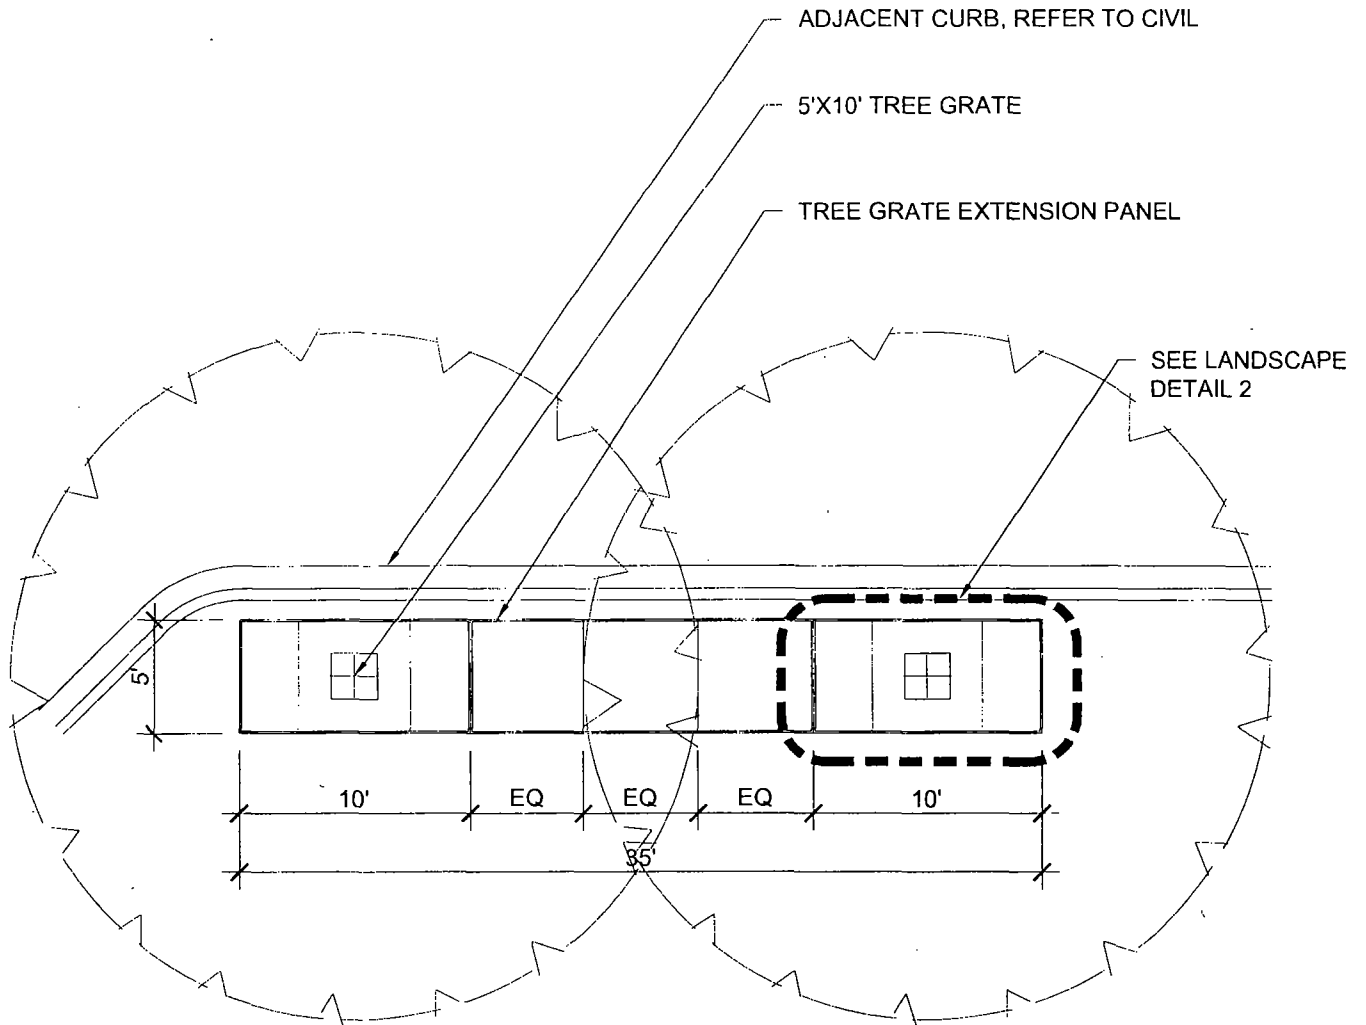 ADJACENT CURB, REFER TO CIVIL
5'X10' TREE GRATE
TREE GRATE EXTENSION PANEL
SEE LANDSCAPE
DETAIL 2
5'
10'
EQ
EQ
EQ
10'
35'